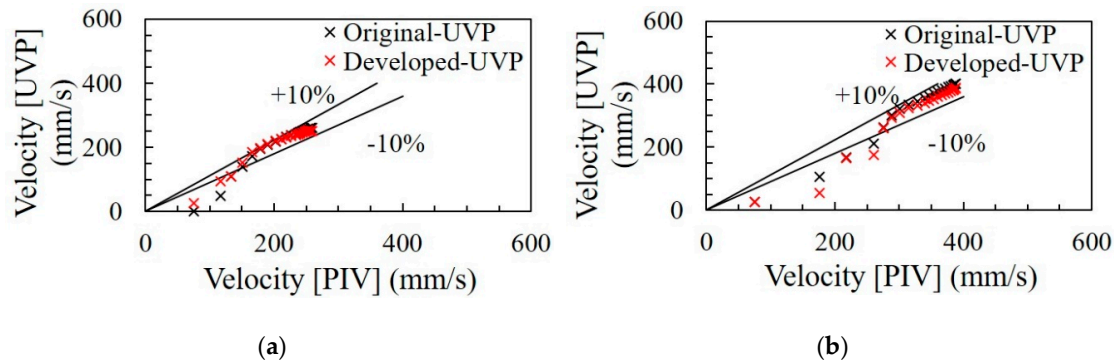 600
400
200
0
Velocity [UVP]
(mm/s)
× Original-UVP
× Developed-UVP
+10%
-10%
0 200 400 600
Velocity [PIV] (mm/s)
(a)
600
400
200
0
Velocity [UVP]
(mm/s)
× Original-UVP
× Developed-UVP
+10%
-10%
0 200 400 600
Velocity [PIV] (mm/s)
(b)